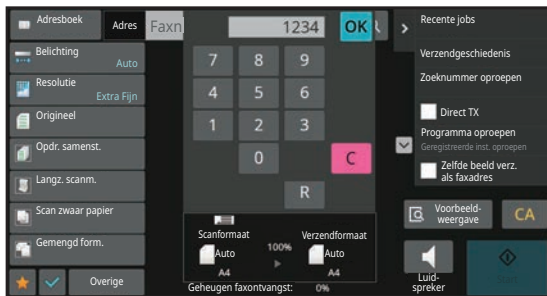 Adresboek
Adres
Faxn
1234
OK
Recente jobs
Belichting
Auto
Verzendgeschiedenis
Zoeknummer oproepen
7 8 9
Resolutie
Extra Fijn
4 5 6
Direct TX
Origineel
1 2 3
Programma oproepen
Geregistreerde inst. oproepen
Opdr. samenst.
0 C
Zelfde beeld verz.
als faxadres
Langz. scanm.
R
Scan zwaar papier
Voorbeeld-
weergave
CA
Scanformaat
Verzendformaat
Gemengd form.
Auto
100%
Auto
A4
A4
Overige
Geheugen faxontvangst: 0%
Luid-
spreker